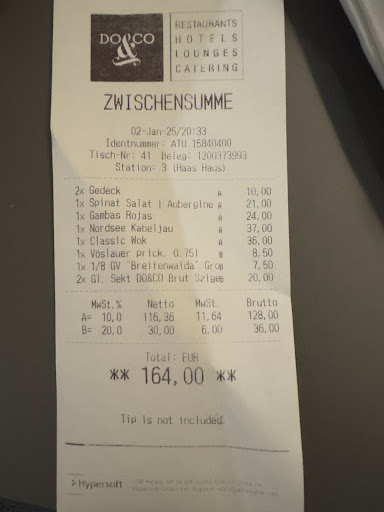 DO&CO
RESTAURANTS
HOTELS
LOUNGES
CATERING
ZWISCHENSUMME
02-Jan-25/20:33
Identnummer: ATU 15840400
Tisch-Nr: 41 Beleg: 1200373993
Station: 3 (Haas Haus)
2x Gedeck A 10,00
1x Spinat Salat | Aubergine A 21,00
1x Gambas Rojas A 24,00
1x Nordsee Kabeljau A 37,00
1x Classic Wok A 36,00
1x Vöslauer prick. 0.75l B 8,50
1x 1/8 GV "Breitenwaida" Gro B 7,50
2x Gl. Sekt DO&CO Brut Szige B 20,00
MwSt.% Netto MwSt. Brutto
A= 10,0 116,36 11,64 128,00
B= 20,0 30,00 6,00 36,00
Total: EUR
** 164,00 **
Tip is not included.
Hypersoft